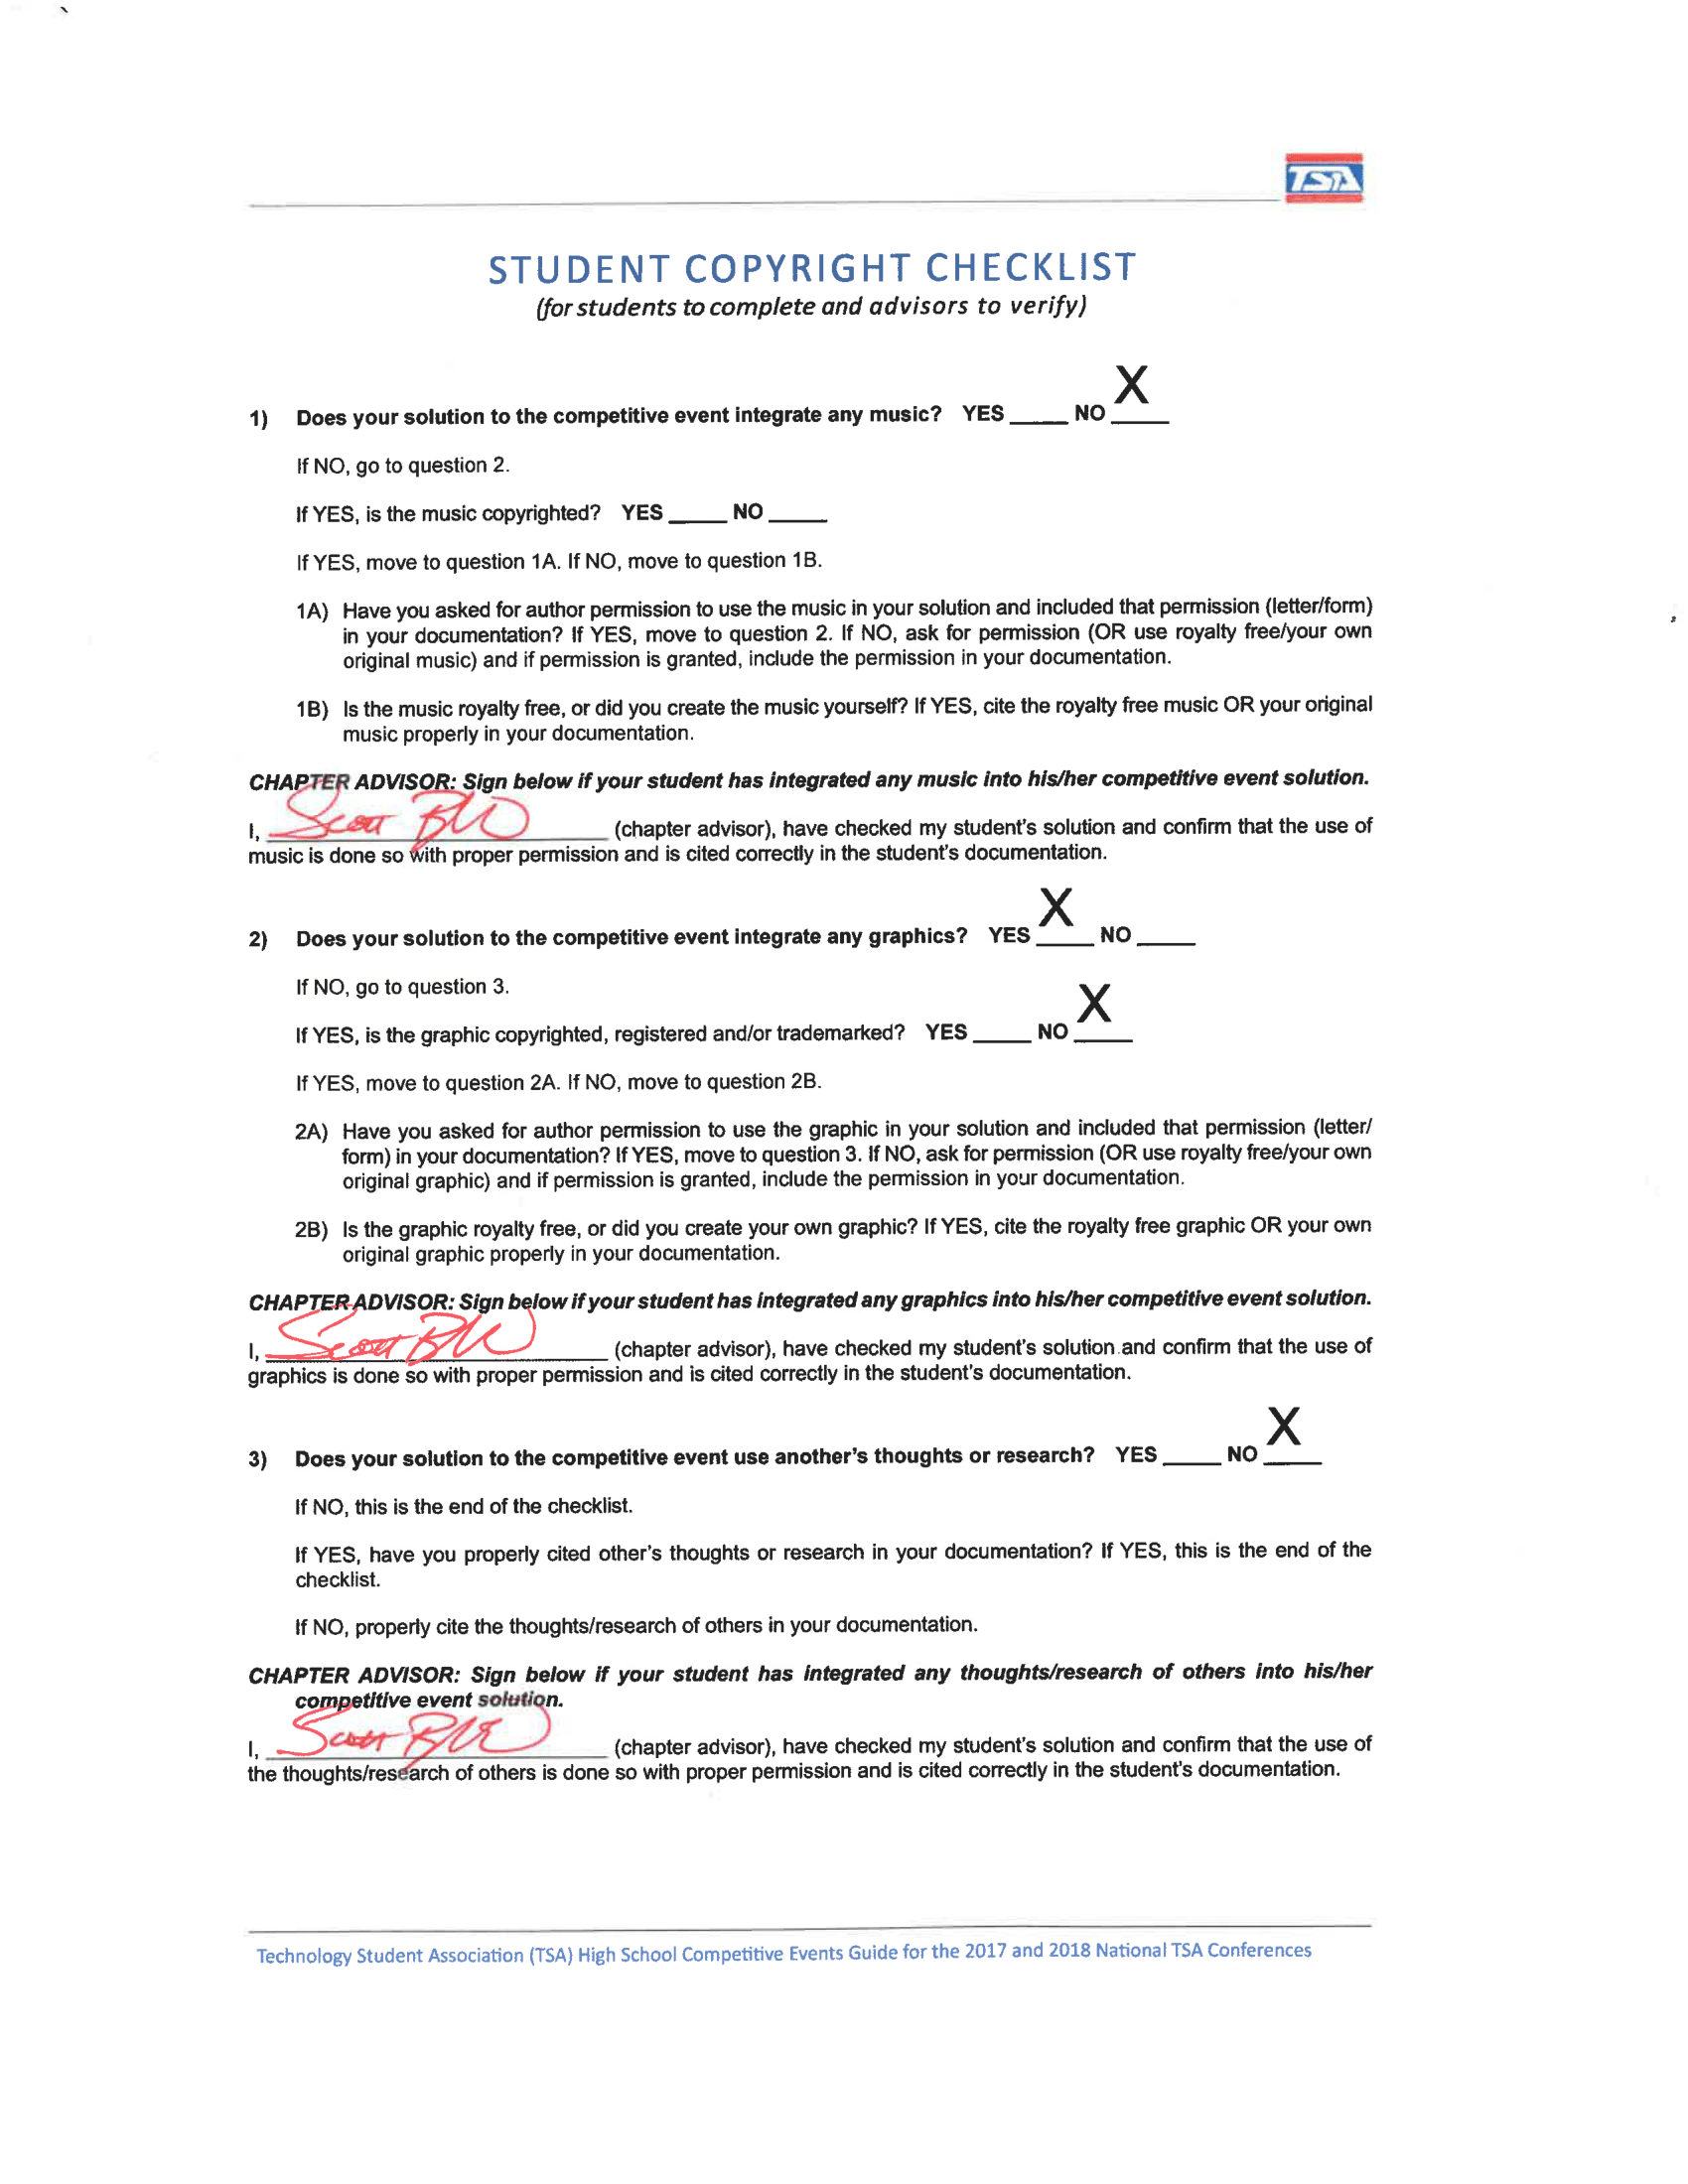 TSA
STUDENT COPYRIGHT CHECKLIST
(for students to complete and advisors to verify)
1) Does your solution to the competitive event integrate any music? YES _____ NO __X__
If NO, go to question 2.
If YES, is the music copyrighted? YES _____ NO _____
If YES, move to question 1A. If NO, move to question 1B.
1A) Have you asked for author permission to use the music in your solution and included that permission (letter/form)
in your documentation? If YES, move to question 2. If NO, ask for permission (OR use royalty free/your own
original music) and if permission is granted, include the permission in your documentation.
1B) Is the music royalty free, or did you create the music yourself? If YES, cite the royalty free music OR your original
music properly in your documentation.
CHAPTER ADVISOR: Sign below if your student has integrated any music into his/her competitive event solution.
I, Scott (chapter advisor), have checked my student's solution and confirm that the use of
music is done so with proper permission and is cited correctly in the student's documentation.
2) Does your solution to the competitive event integrate any graphics? YES __X__ NO _____
If NO, go to question 3.
If YES, is the graphic copyrighted, registered and/or trademarked? YES _____ NO __X__
If YES, move to question 2A. If NO, move to question 2B.
2A) Have you asked for author permission to use the graphic in your solution and included that permission (letter/
form) in your documentation? If YES, move to question 3. If NO, ask for permission (OR use royalty free/your own
original graphic) and if permission is granted, include the permission in your documentation.
2B) Is the graphic royalty free, or did you create your own graphic? If YES, cite the royalty free graphic OR your own
original graphic properly in your documentation.
CHAPTER ADVISOR: Sign below if your student has integrated any graphics into his/her competitive event solution.
I, Scott (chapter advisor), have checked my student's solution and confirm that the use of
graphics is done so with proper permission and is cited correctly in the student's documentation.
3) Does your solution to the competitive event use another's thoughts or research? YES _____ NO __X__
If NO, this is the end of the checklist.
If YES, have you properly cited other's thoughts or research in your documentation? If YES, this is the end of the
checklist.
If NO, properly cite the thoughts/research of others in your documentation.
CHAPTER ADVISOR: Sign below if your student has integrated any thoughts/research of others into his/her
competitive event solution.
I, Scott (chapter advisor), have checked my student's solution and confirm that the use of
the thoughts/research of others is done so with proper permission and is cited correctly in the student's documentation.
Technology Student Association (TSA) High School Competitive Events Guide for the 2017 and 2018 National TSA Conferences